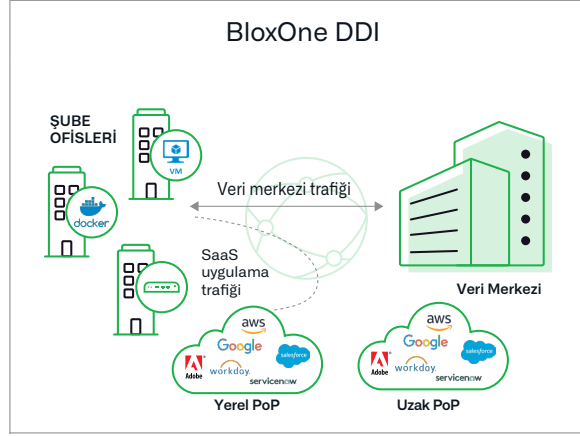 BloxOne DDI
ŞUBE
OFİSLERİ
VM
docker
Veri merkezi trafiği
SaaS
uygulama
trafiği
Veri Merkezi
aws
Google
salesforce
Adobe
workday.
servicenow
Yerel PoP
aws
Google
salesforce
Adobe
workday.
servicenow
Uzak PoP